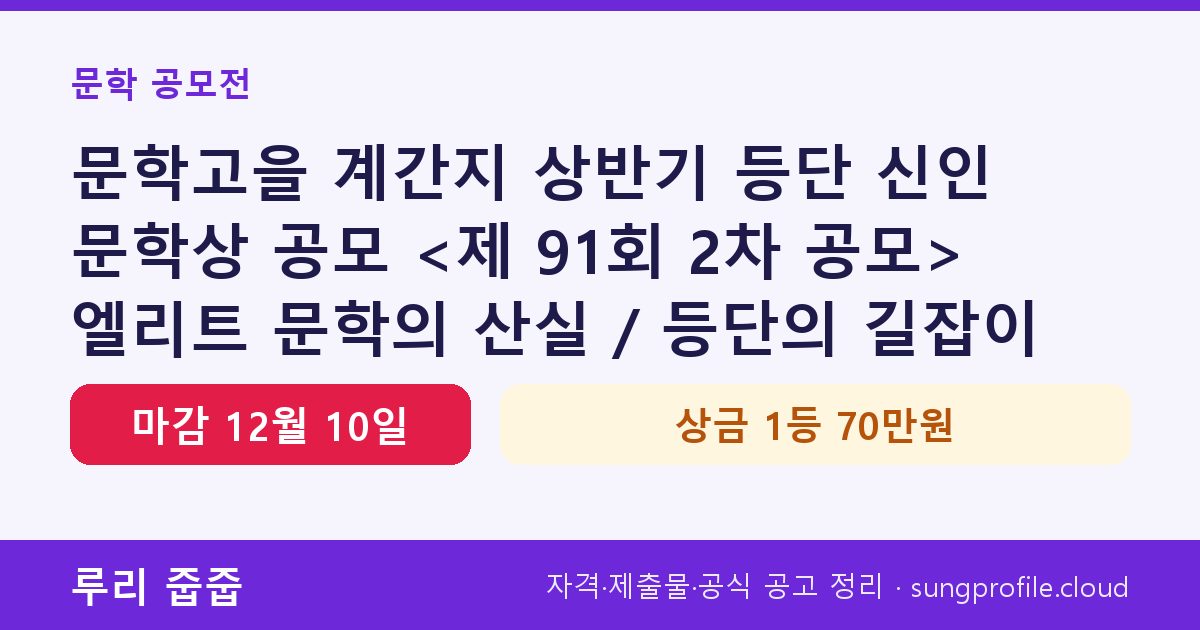 문학 공모전
문학고을 계간지 상반기 등단 신인
문학상 공모 <제 91회 2차 공모>
엘리트 문학의 산실 / 등단의 길잡이
마감 12월 10일
상금 1등 70만원
루리 줍줍
자격·제출물·공식 공고 정리 · sungprofile.cloud